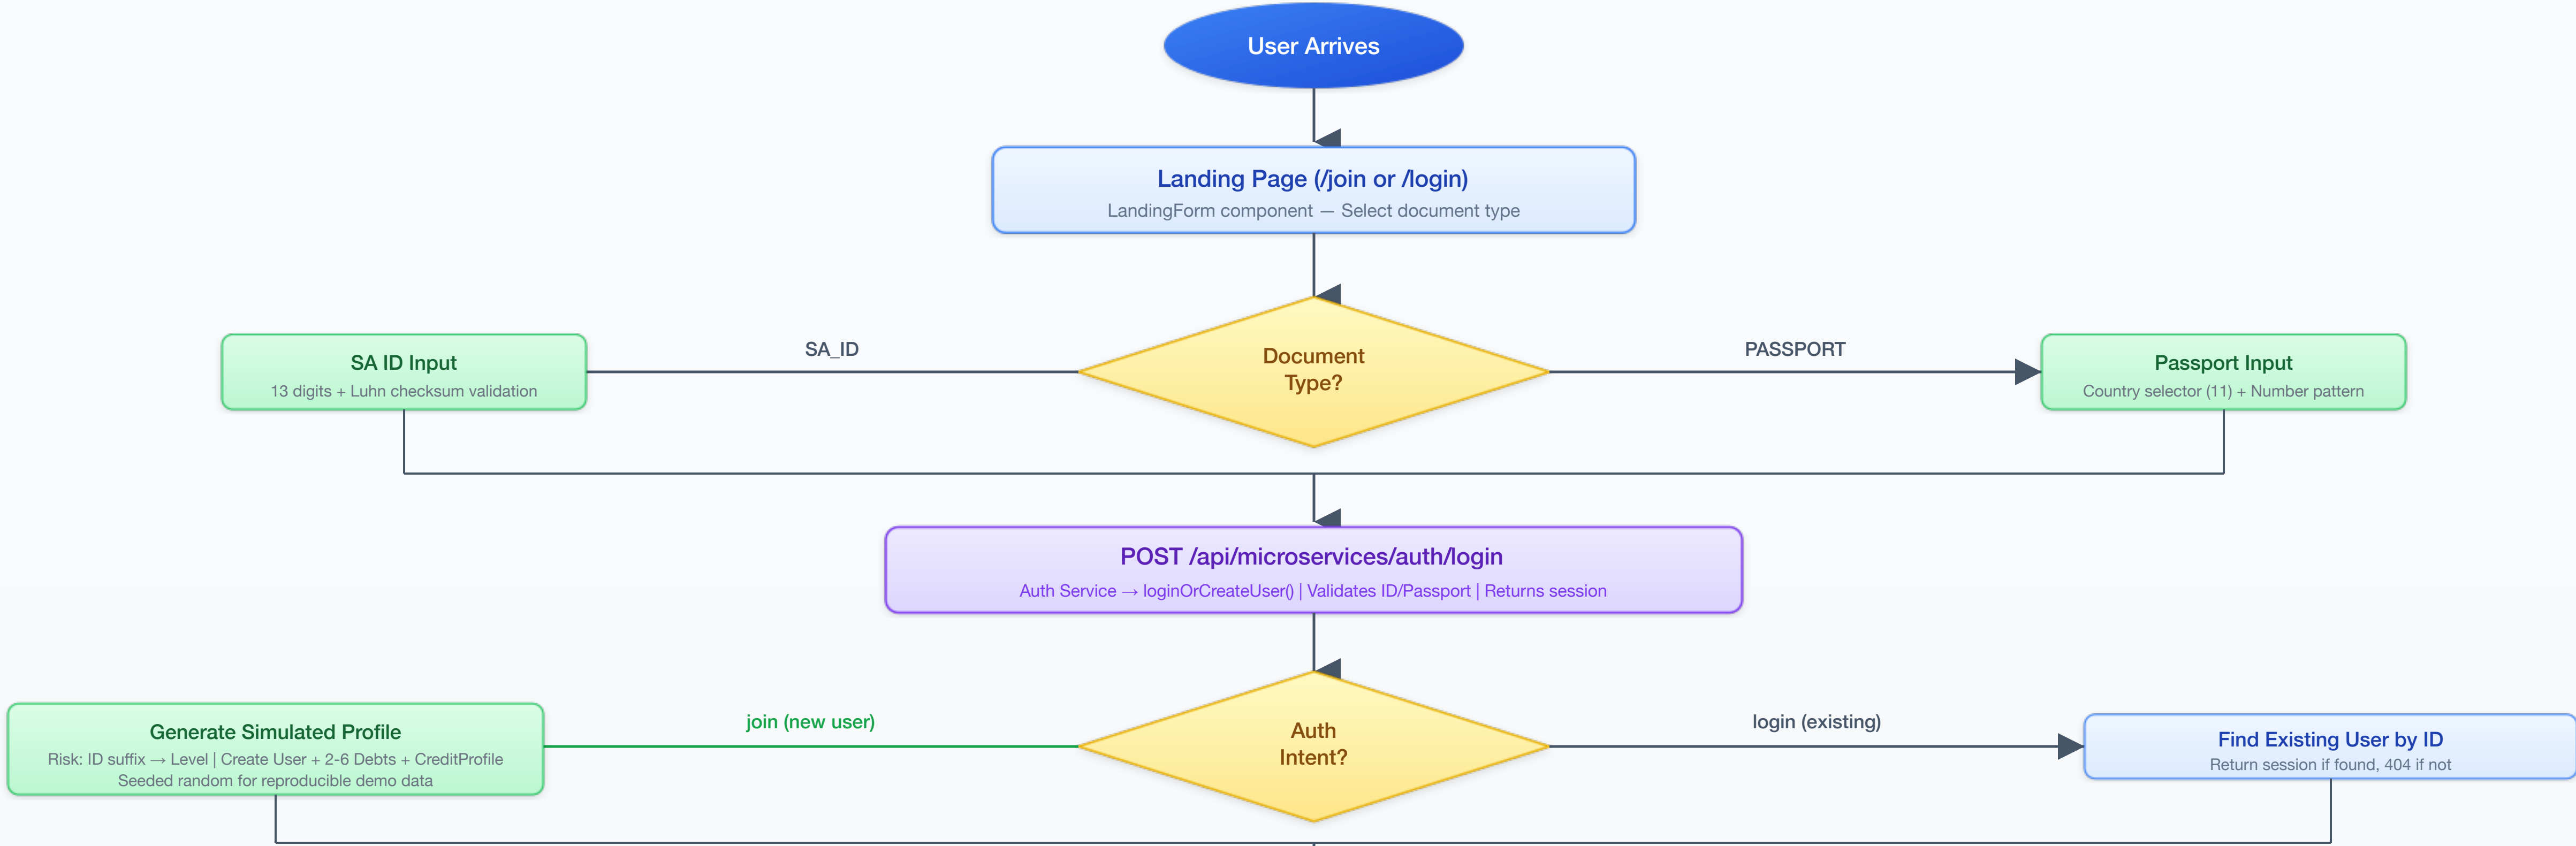 User Arrives
Landing Page (/join or /login)
LandingForm component — Select document type
SA_ID
Document
Type?
PASSPORT
SA ID Input
13 digits + Luhn checksum validation
Passport Input
Country selector (11) + Number pattern
POST /api/microservices/auth/login
Auth Service → loginOrCreateUser() | Validates ID/Passport | Returns session
join (new user)
Auth
Intent?
login (existing)
Generate Simulated Profile
Risk: ID suffix → Level | Create User + 2-6 Debts + CreditProfile
Seeded random for reproducible demo data
Find Existing User by ID
Return session if found, 404 if not